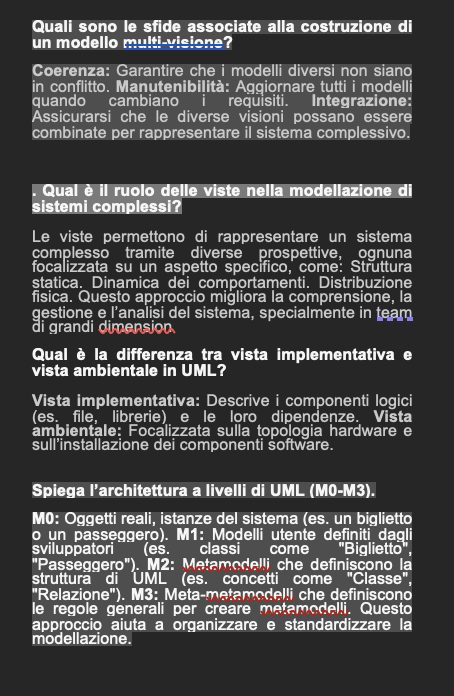 Quali sono le sfide associate alla costruzione di
un modello multi-visione?
Coerenza: Garantire che i modelli diversi non siano
in conflitto. Manutenibilità: Aggiornare tutti i modelli
quando cambiano i requisiti. Integrazione:
Assicurarsi che le diverse visioni possano essere
combinate per rappresentare il sistema complessivo.
. Qual è il ruolo delle viste nella modellazione di
sistemi complessi?
Le viste permettono di rappresentare un sistema
complesso tramite diverse prospettive, ognuna
focalizzata su un aspetto specifico, come: Struttura
statica. Dinamica dei comportamenti. Distribuzione
fisica. Questo approccio migliora la comprensione, la
gestione e l'analisi del sistema, specialmente in team
di grandi dimension.
Qual è la differenza tra vista implementativa e
vista ambientale in UML?
Vista implementativa: Descrive i componenti logici
(es. file, librerie) e le loro dipendenze. Vista
ambientale: Focalizzata sulla topologia hardware e
sull'installazione dei componenti software.
Spiega l'architettura a livelli di UML (M0-M3).
M0: Oggetti reali, istanze del sistema (es. un biglietto
o un passeggero). M1: Modelli utente definiti dagli
sviluppatori (es. classi come "Biglietto",
"Passeggero"). M2: Metamodelli che definiscono la
struttura di UML (es. concetti come "Classe",
"Relazione"). M3: Meta-metamodelli che definiscono
le regole generali per creare metamodelli. Questo
approccio aiuta a organizzare e standardizzare la
modellazione.